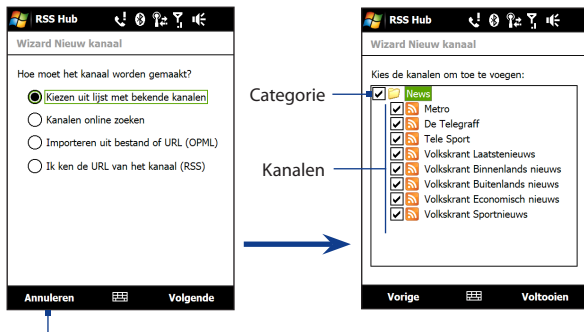 RSS Hub
Wizard Nieuw kanaal
Hoe moet het kanaal worden gemaakt?
Kiezen uit lijst met bekende kanalen
Kanalen online zoeken
Importeren uit bestand of URL (OPML)
Ik ken de URL van het kanaal (RSS)
Annuleren
Volgende
Categorie
Kanalen
RSS Hub
Wizard Nieuw kanaal
Kies de kanalen om toe te voegen:
News
Metro
De Telegraff
Tele Sport
Volkskrant Laatstenieuws
Volkskrant Binnenlands nieuws
Volkskrant Buitenlands nieuws
Volkskrant Economisch nieuws
Volkskrant Sportnieuws
Vorige
Voltooien